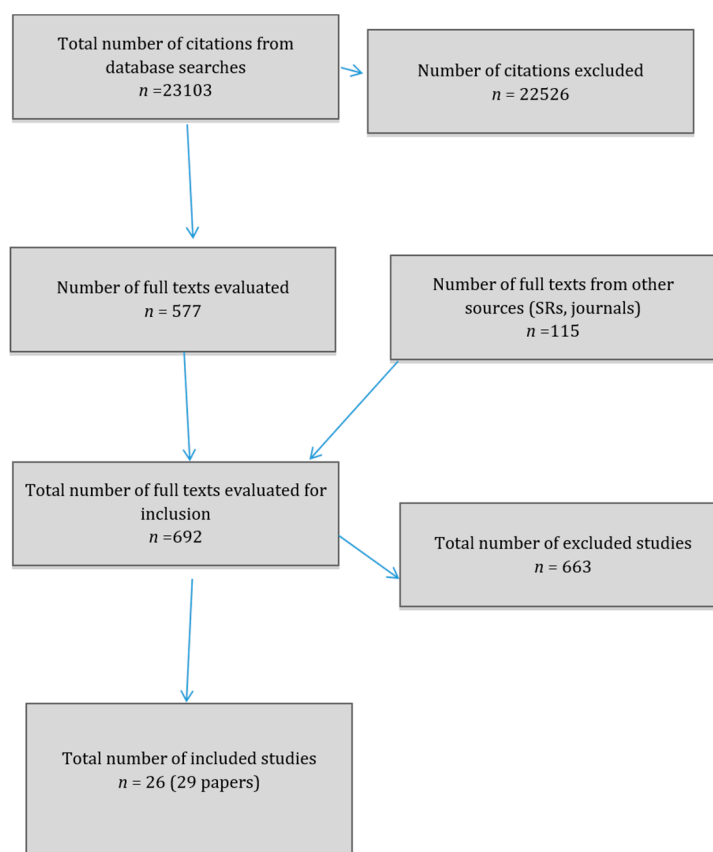 Total number of citations from
database searches
n =23103
Number of citations excluded
n = 22526
Number of full texts evaluated
n = 577
Number of full texts from other
sources (SRs, journals)
n =115
Total number of full texts evaluated for
inclusion
n =692
Total number of excluded studies
n = 663
Total number of included studies
n = 26 (29 papers)